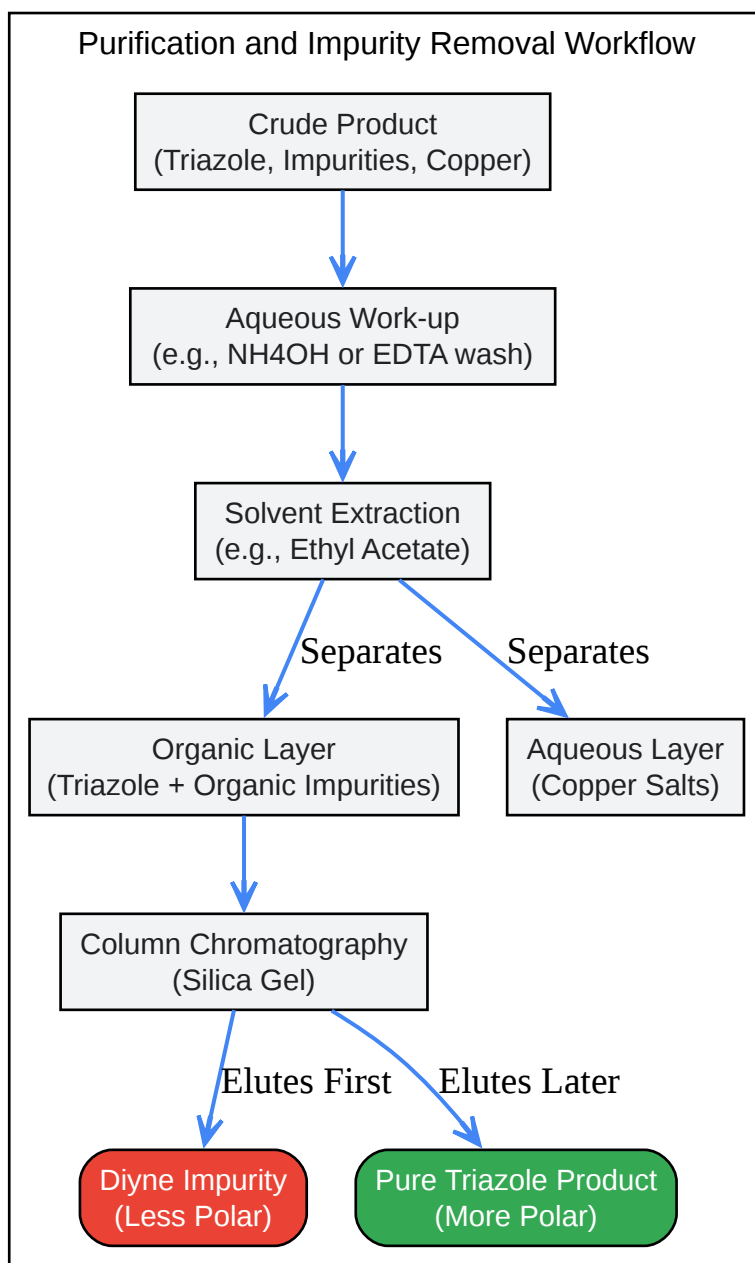 Purification and Impurity Removal Workflow
Crude Product
(Triazole, Impurities, Copper)
Aqueous Work-up
(e.g., NH4OH or EDTA wash)
Solvent Extraction
(e.g., Ethyl Acetate)
Separates
Separates
Organic Layer
(Triazole + Organic Impurities)
Aqueous Layer
(Copper Salts)
Column Chromatography
(Silica Gel)
Elutes First
Elutes Later
Diyne Impurity
(Less Polar)
Pure Triazole Product
(More Polar)